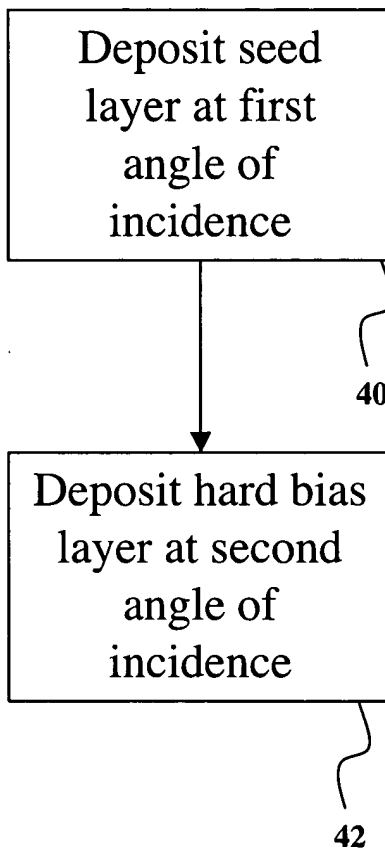 Deposit seed
layer at first
angle of
incidence
40
Deposit hard bias
layer at second
angle of
incidence
42